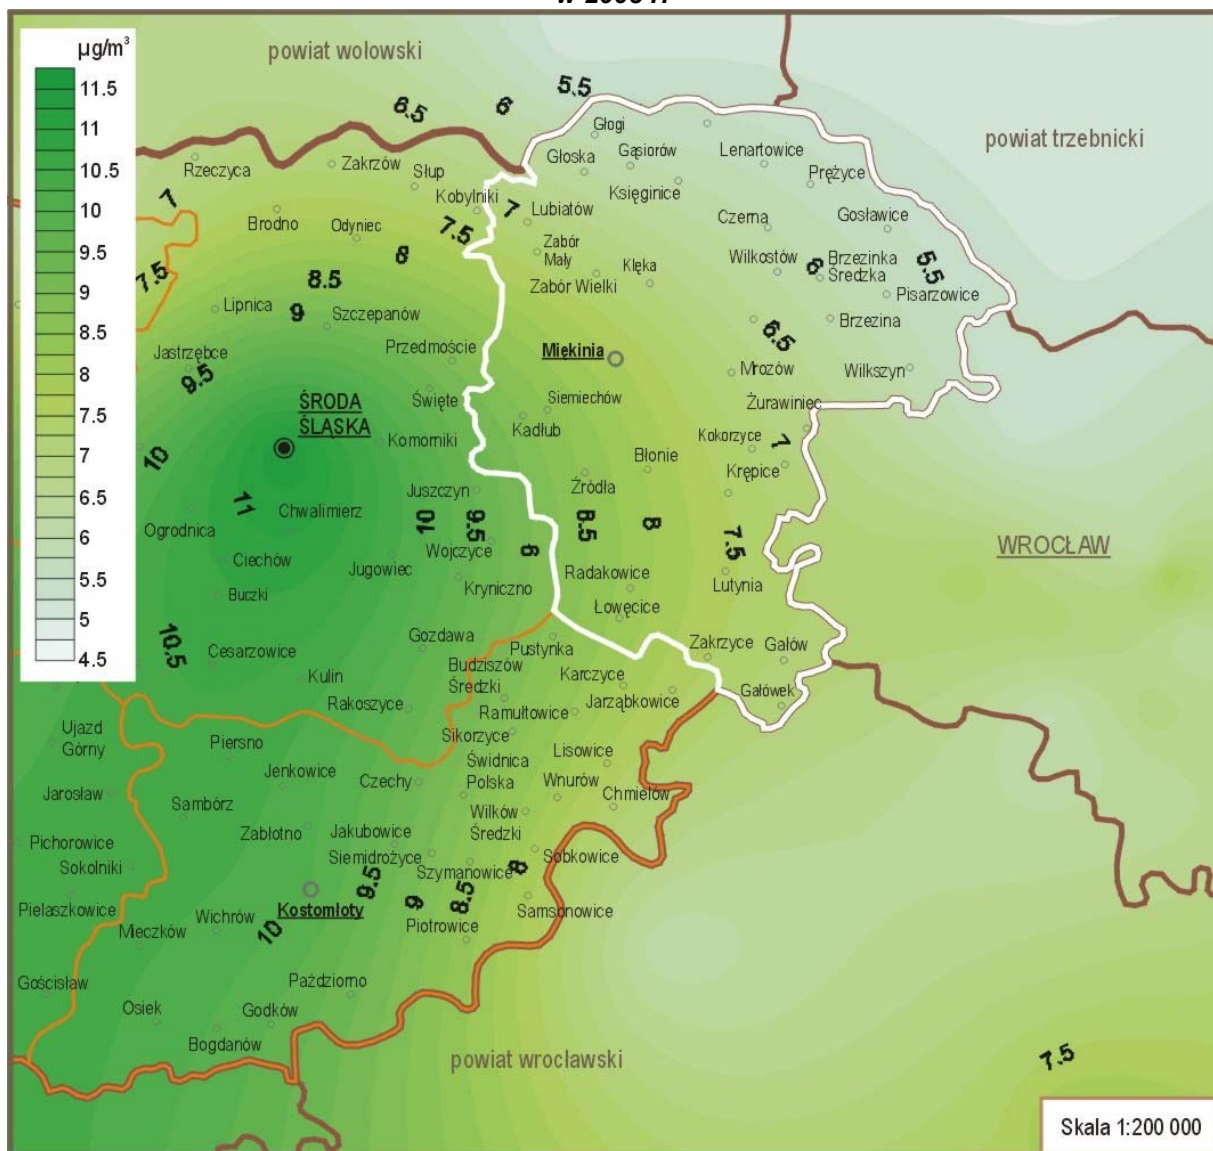 µg/m³
11.5
11
10.5
10
9.5
9
8.5
8
7.5
7
6.5
6
5.5
5
4.5
powiat wołowski
powiat trzebnicki
5.5
6
6.5
Głogi
Głoska
Gąsiorów
Lenartowice
Księginice
Prężyce
Rzeczyca
Zakrzów
Słup
Kobylniki
7
7
Lubiatów
Czerna
Gosławice
Brodno
Odyniec
7.5
Zabór
Mały
Wilkostów
6
Brzezinka
Średzka
5.5
7.5
8
8.5
Zabór Wielki
Klęka
Pisarzowice
Lipnica
9
Szczepanów
Brzezina
6.5
Jastrzębce
Przedmoście
Miękinia
9.5
Mrozów
Wilkszyn
ŚRODA
ŚLĄSKA
Święte
Siemiechów
Żurawiniec
Kadłub
Komorniki
Kokorzyce
7
10
Błonie
Krępice
Juszczyn
Źródła
11
Chwalimierz
Ogrodnica
10
9.5
8.5
8
7.5
WROCŁAW
Wojczyce
Ciechów
Jugowiec
Kryniczno
Radakowice
Lutynia
Buczki
Łowęcice
10.5
Gozdawa
Pustynka
Zakrzyce
Gałów
Cesarzowice
Budziszów
Średzki
Karczyce
Kulin
Jarząbkowice
Gałówek
Rakoszyce
Ramułtowice
Ujazd
Górny
Piersno
Sikorzyce
Świdnica
Polska
Lisowice
Jenkowice
Czechy
Wnurów
Jarosław
Sambórz
Chmielów
Wilków
Średzki
Pichorowice
Zabłotno
Jakubowice
Siemidrożyce
Sobkowice
Sokolniki
Szymanowice
8
9.5
9
8.5
Pielaszkowice
Wichrów
Kostomłoty
Samsonowice
Mieczków
10
Piotrowice
Gościsław
Paździorno
Osiek
Godków
Bogdanów
powiat wrocławski
7.5
Skala 1:200 000